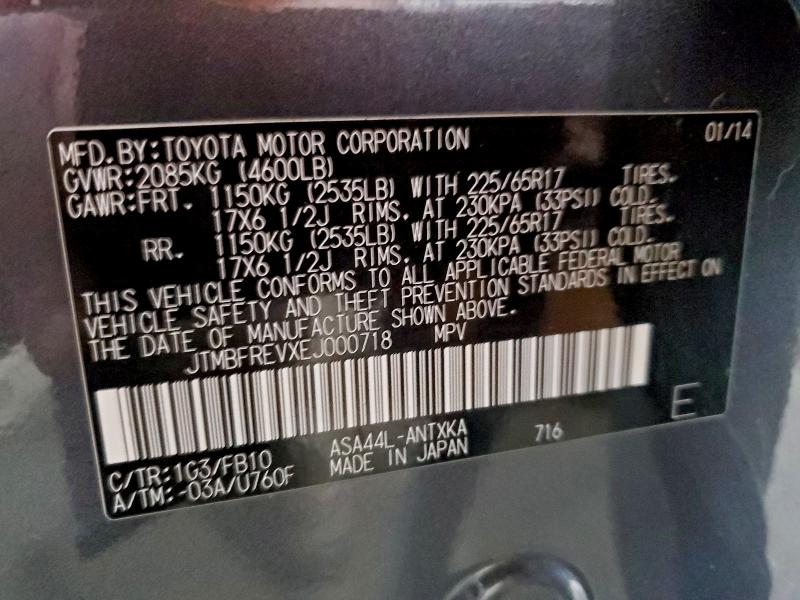 MFD. BY: TOYOTA MOTOR CORPORATION 01/14
GVWR: 2085KG (4600LB)
GAWR: FRT. 1150KG (2535LB) WITH 225/65R17 TIRES.
17X6 1/2J RIMS. AT 230KPA (33PSI) COLD.
RR. 1150KG (2535LB) WITH 225/65R17 TIRES.
17X6 1/2J RIMS. AT 230KPA (33PSI) COLD.
THIS VEHICLE CONFORMS TO ALL APPLICABLE FEDERAL MOTOR
VEHICLE SAFETY AND THEFT PREVENTION STANDARDS IN EFFECT ON
THE DATE OF MANUFACTURE SHOWN ABOVE.
JTMBFREVXEJ000718 MPV
E
C/TR: 1G3/FB10 ASA44L-ANTXKA 716
A/TM: -03A/U760F MADE IN JAPAN